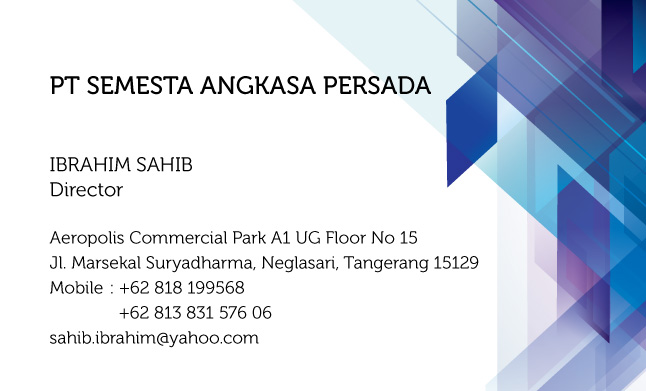 PT SEMESTA ANGKASA PERSADA
IBRAHIM SAHIB
Director
Aeropolis Commercial Park A1 UG Floor No 15
Jl. Marsekal Suryadharma, Neglasari, Tangerang 15129
Mobile : +62 818 199568
+62 813 831 576 06
sahib.ibrahim@yahoo.com